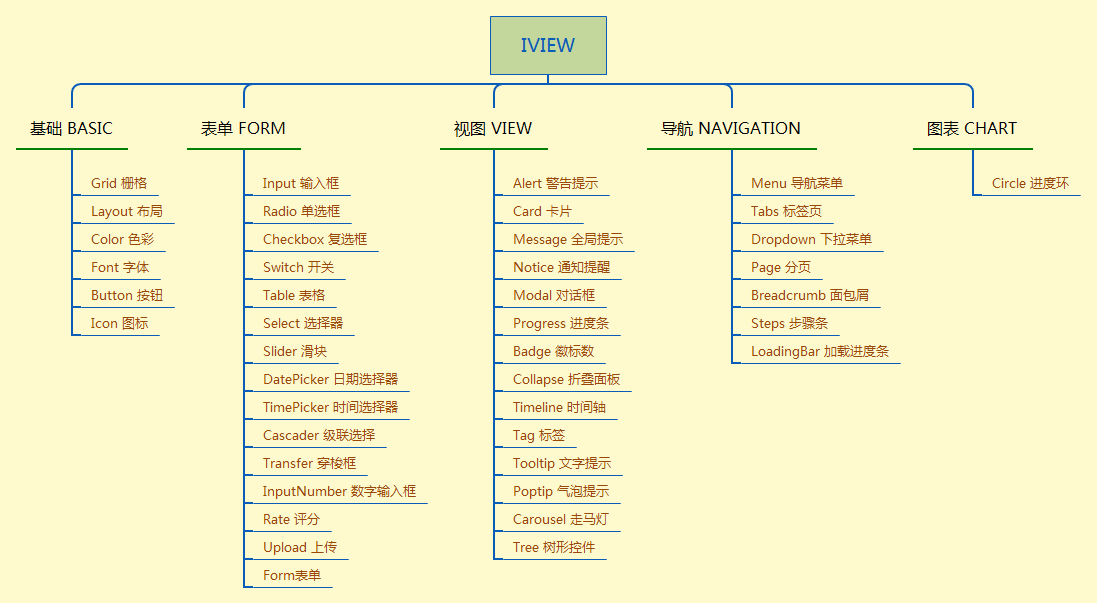 IVIEW
基础 BASIC
Grid 栅格
Layout 布局
Color 色彩
Font 字体
Button 按钮
Icon 图标
表单 FORM
Input 输入框
Radio 单选框
Checkbox 复选框
Switch 开关
Table 表格
Select 选择器
Slider 滑块
DatePicker 日期选择器
TimePicker 时间选择器
Cascader 级联选择
Transfer 穿梭框
InputNumber 数字输入框
Rate 评分
Upload 上传
Form表单
视图 VIEW
Alert 警告提示
Card 卡片
Message 全局提示
Notice 通知提醒
Modal 对话框
Progress 进度条
Badge 徽标数
Collapse 折叠面板
Timeline 时间轴
Tag 标签
Tooltip 文字提示
Poptip 气泡提示
Carousel 走马灯
Tree 树形控件
导航 NAVIGATION
Menu 导航菜单
Tabs 标签页
Dropdown 下拉菜单
Page 分页
Breadcrumb 面包屑
Steps 步骤条
LoadingBar 加载进度条
图表 CHART
Circle 进度环